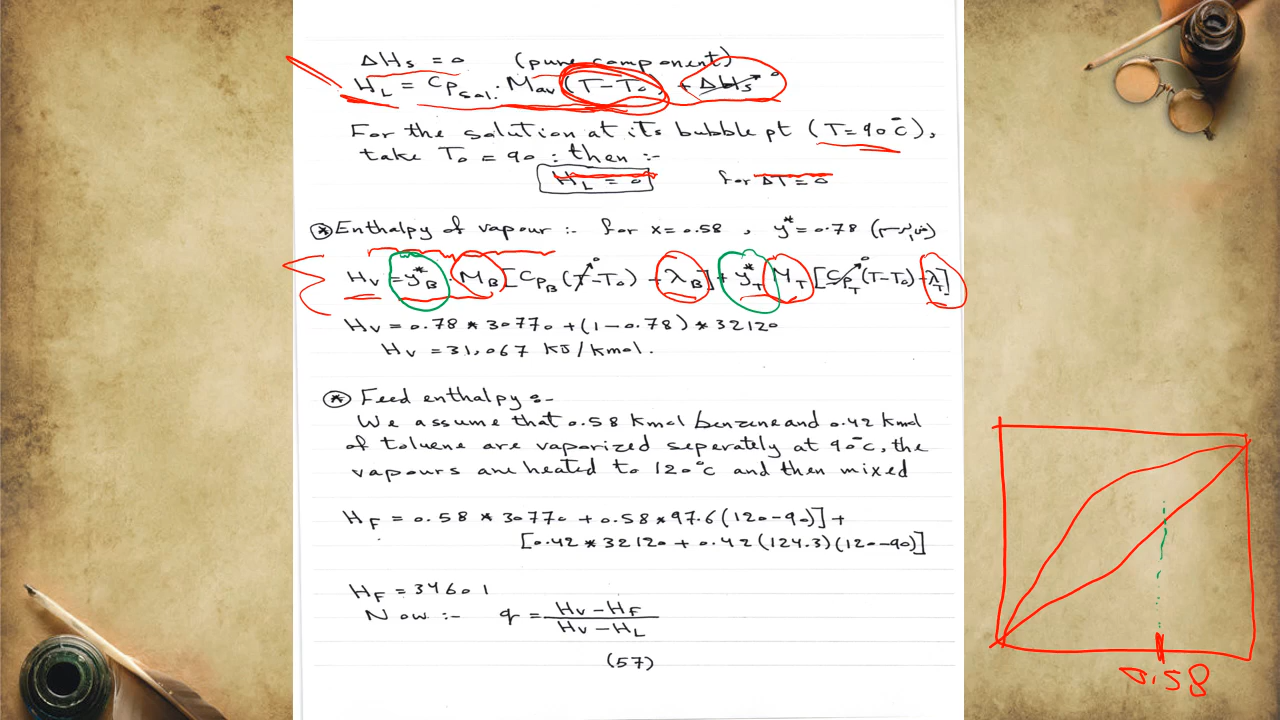 ΔHs = 0 (pure component)
HL = Cpsol. Mav (T-To) + ΔHs 0
For the solution at its bubble pt (T=90°C),
take To = 90 : then :-
HL = 0 for ΔT = 0
* Enthalpy of vapour :- for x=0.58 , y* = 0.78
Hv = y*B MB [CpB (T-To) + λB] + y*T MT [CpT (T-To) + λT]
Hv = 0.78 * 30770 + (1-0.78) * 32120
Hv = 31,067 KJ/kmol.
* Feed enthalpy :-
We assume that 0.58 Kmol benzene and 0.42 Kmol
of toluene are vaporized seperately at 90°C, the
vapours are heated to 120°C and then mixed
HF = 0.58 * 30770 + 0.58 * 97.6 (120-90)] +
[0.42 * 32120 + 0.42 (124.3) (120-90)]
HF = 34601
Now :- q = Hv - HF / Hv - HL
(57)
0.58